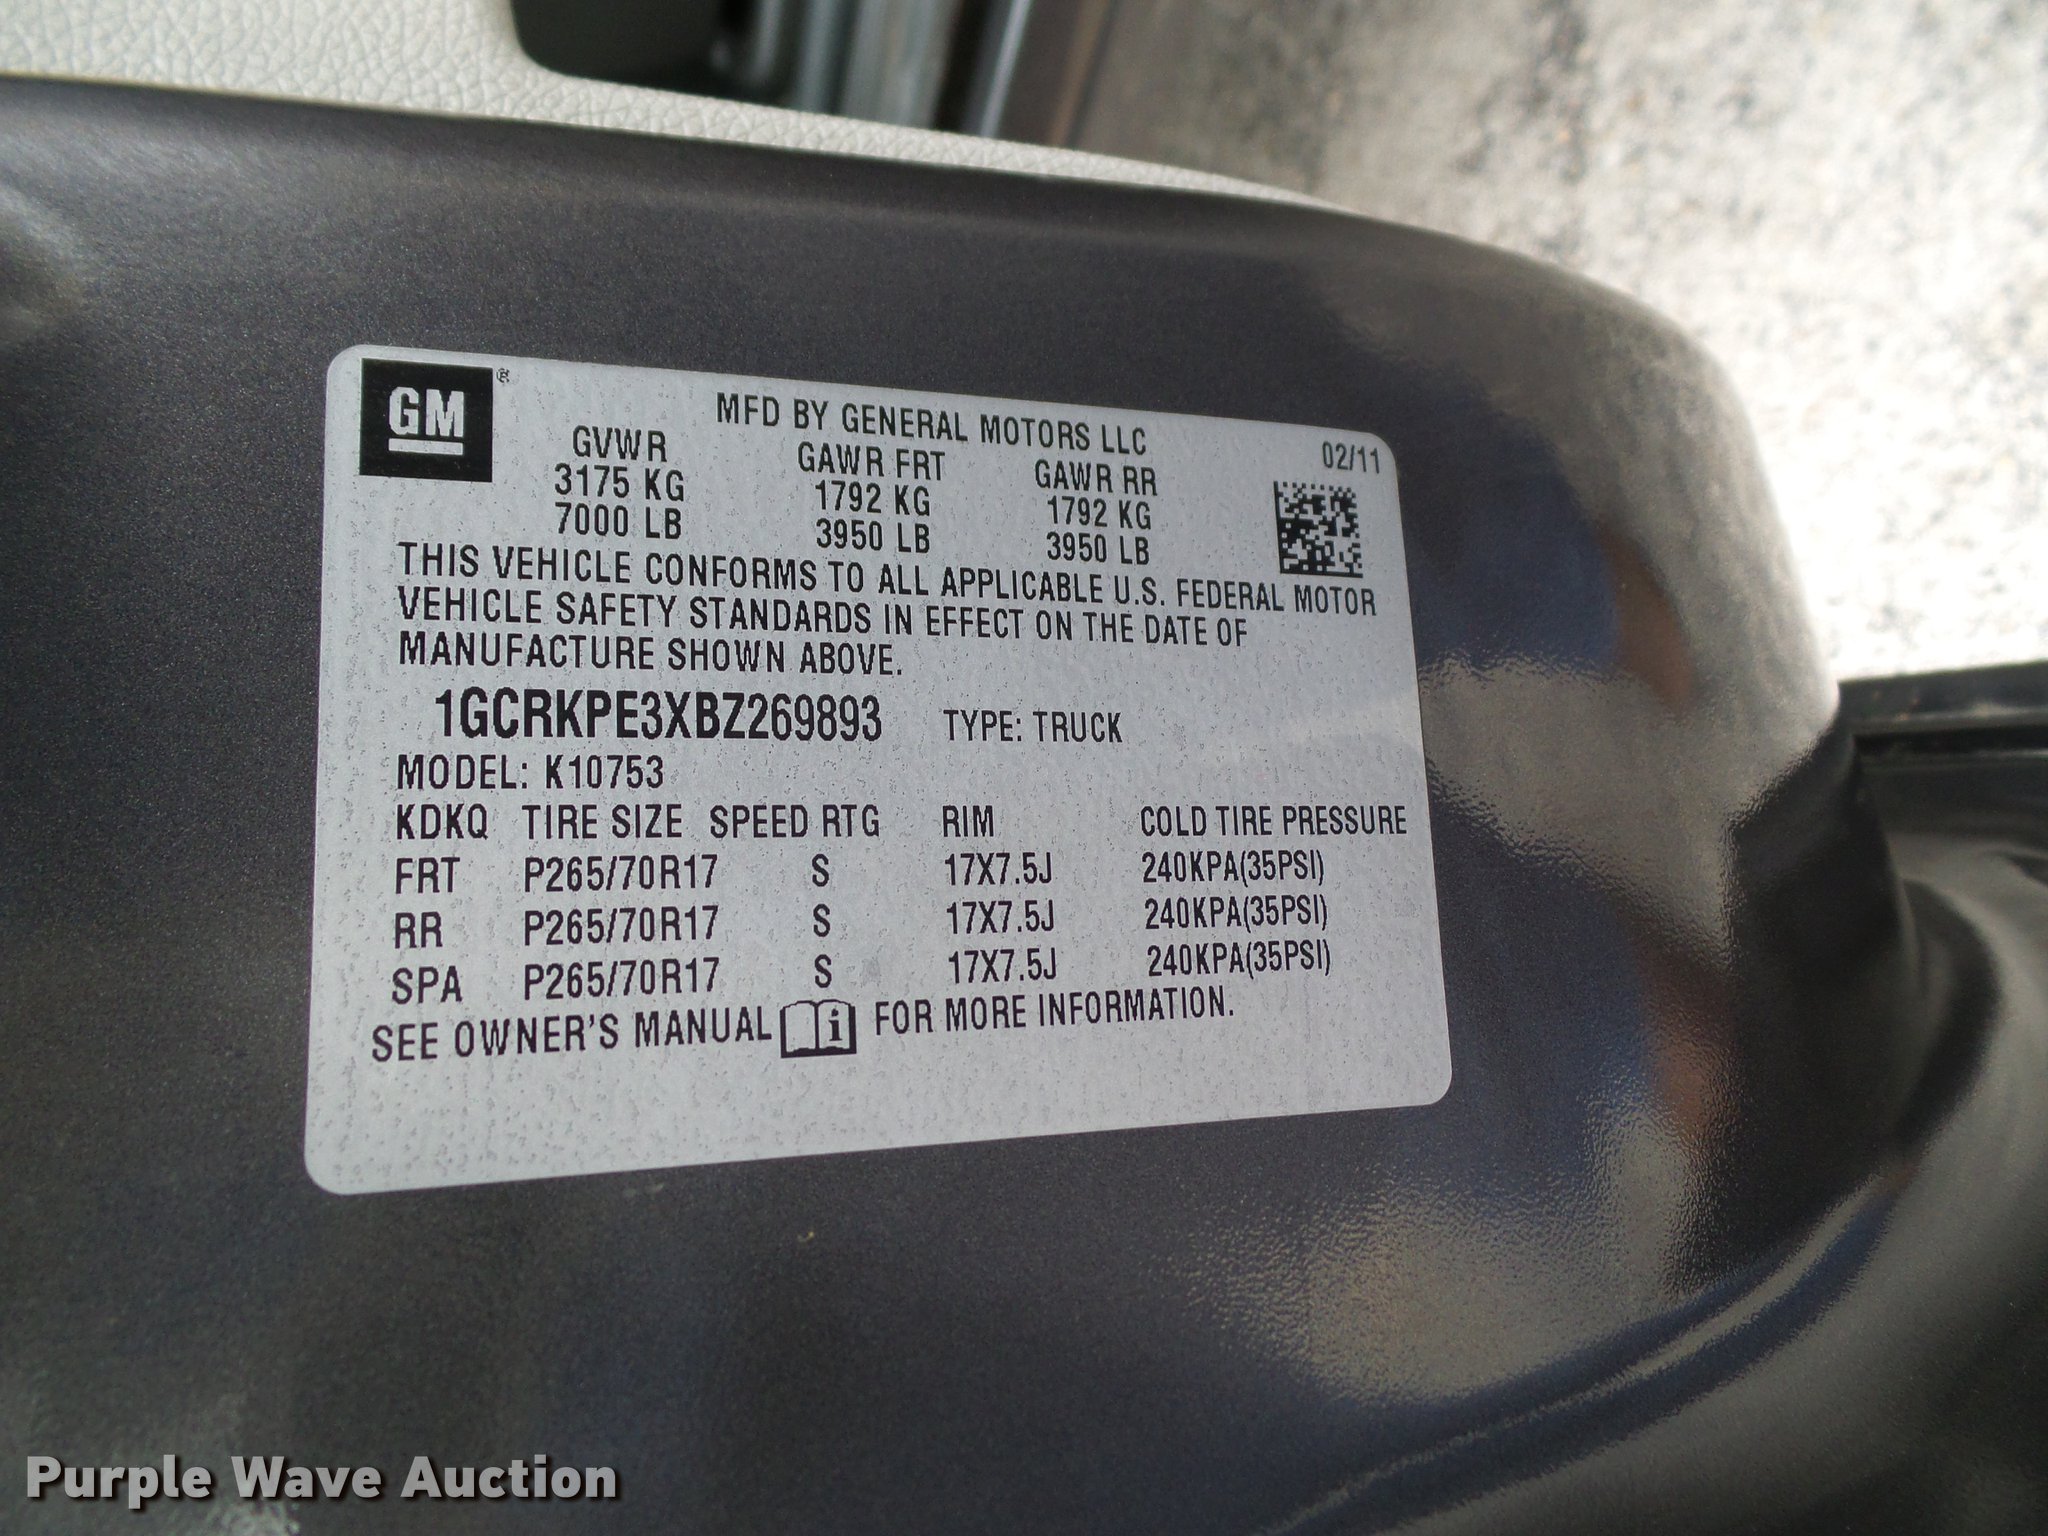 GM®
MFD BY GENERAL MOTORS LLC
02/11
GVWR GAWR FRT GAWR RR
3175 KG 1792 KG 1792 KG
7000 LB 3950 LB 3950 LB
THIS VEHICLE CONFORMS TO ALL APPLICABLE U.S. FEDERAL MOTOR
VEHICLE SAFETY STANDARDS IN EFFECT ON THE DATE OF
MANUFACTURE SHOWN ABOVE.
1GCRKPE3XBZ269893 TYPE: TRUCK
MODEL: K10753
KDKQ TIRE SIZE SPEED RTG RIM COLD TIRE PRESSURE
FRT P265/70R17 S 17X7.5J 240KPA(35PSI)
RR P265/70R17 S 17X7.5J 240KPA(35PSI)
SPA P265/70R17 S 17X7.5J 240KPA(35PSI)
SEE OWNER'S MANUAL i FOR MORE INFORMATION.
Purple Wave Auction